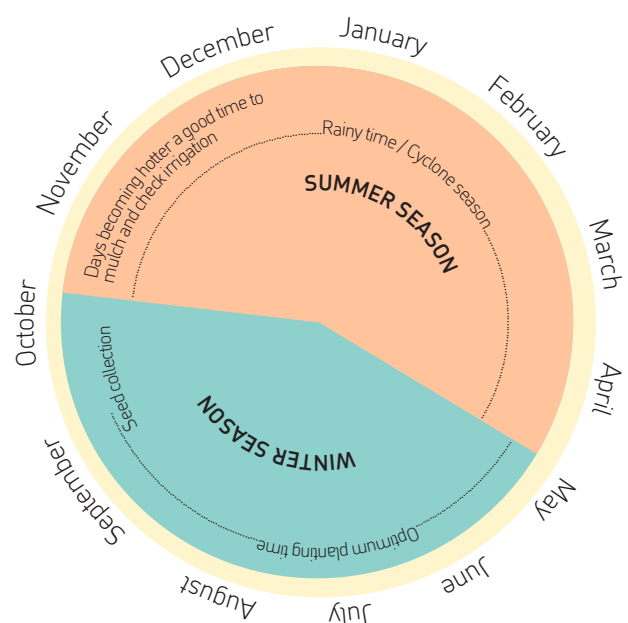 January
February
March
April
May
June
July
August
September
October
November
December
Days becoming hotter a good time to
mulch and check irrigation
Rainy time / Cyclone season
SUMMER SEASON
Seed collection
WINTER SEASON
Optimum planting time